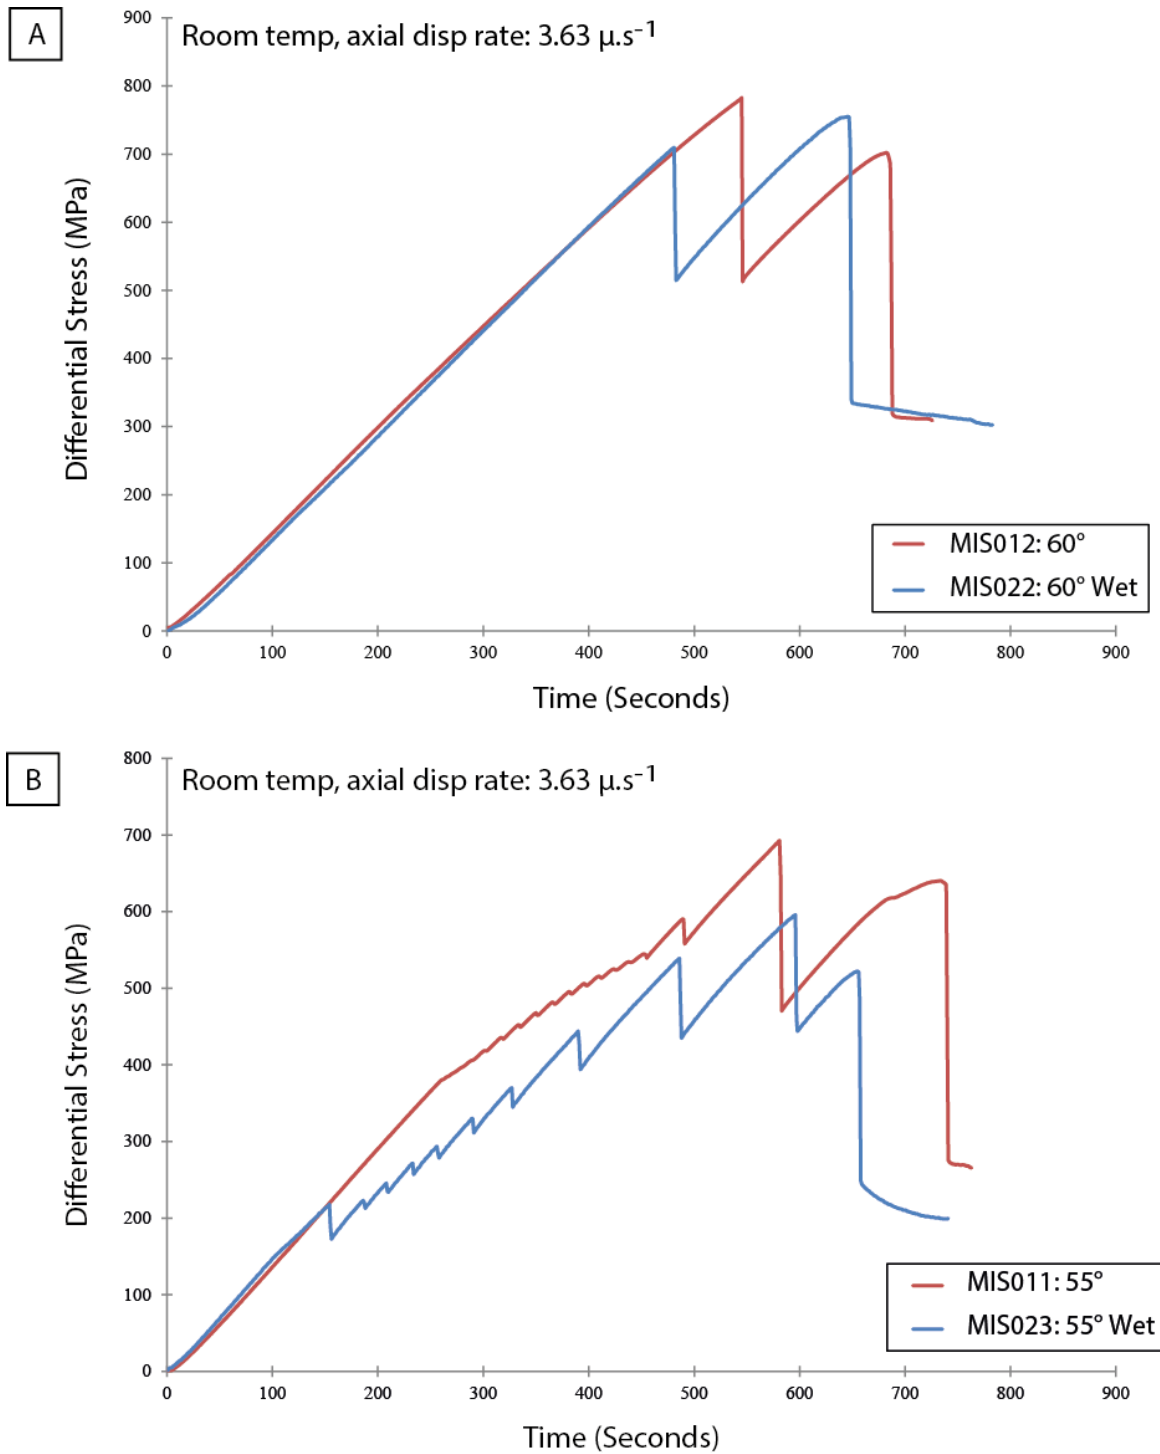 A
Room temp, axial disp rate: 3.63 μ.s⁻¹
900
800
700
600
500
400
300
200
100
0
Differential Stress (MPa)
0 100 200 300 400 500 600 700 800 900
Time (Seconds)
MIS012: 60°
MIS022: 60° Wet
B
Room temp, axial disp rate: 3.63 μ.s⁻¹
800
700
600
500
400
300
200
100
0
Differential Stress (MPa)
0 100 200 300 400 500 600 700 800 900
Time (Seconds)
MIS011: 55°
MIS023: 55° Wet